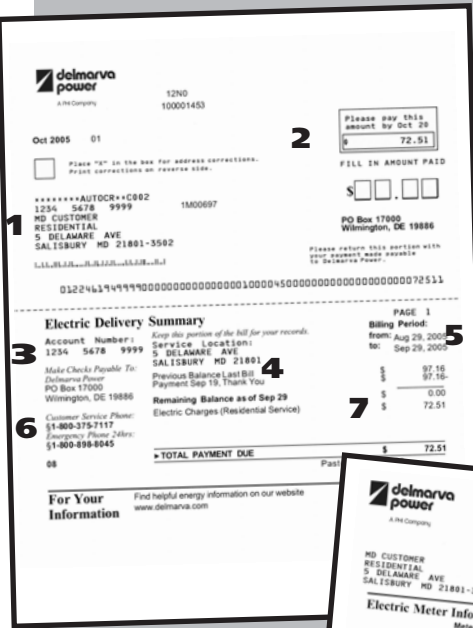 delmarva
power
A PHI Company
12N0
100001453
Oct 2005 01
2
Please pay this
amount by Oct 20
$ 72.51
Place "X" in the box for address corrections.
Print corrections on reverse side.
FILL IN AMOUNT PAID
$ .
********AUTOCR**C002
1234 5678 9999 1M00697
1
MD CUSTOMER
RESIDENTIAL
5 DELAWARE AVE
SALISBURY MD 21801-3502
PO Box 17000
Wilmington, DE 19886
Please return this portion with
your payment made payable
to Delmarva Power.
PAGE 1
Electric Delivery Summary
Keep this portion of the bill for your records.
Billing Period:
from: Aug 29, 2005
to: Sep 29, 2005
5
3
Account Number:
1234 5678 9999
Service Location:
5 DELAWARE AVE
SALISBURY MD 21801
4
Make Checks Payable To:
Delmarva Power
PO Box 17000
Wilmington, DE 19886
Previous Balance Last Bill $ 97.16
Payment Sep 19, Thank You $ 97.16-
Remaining Balance as of Sep 29 $ 0.00
Electric Charges (Residential Service) 7 $ 72.51
6
Customer Service Phone:
§1-800-375-7117
Emergency Phone 24hrs:
§1-800-898-8045
08
▸TOTAL PAYMENT DUE $ 72.51
Past
For Your
Information
Find helpful energy information on our website
www.delmarva.com
delmarva
power
A PHI Company
MD CUSTOMER
RESIDENTIAL
5 DELAWARE AVE
SALISBURY MD 21801-
Electric Meter Info